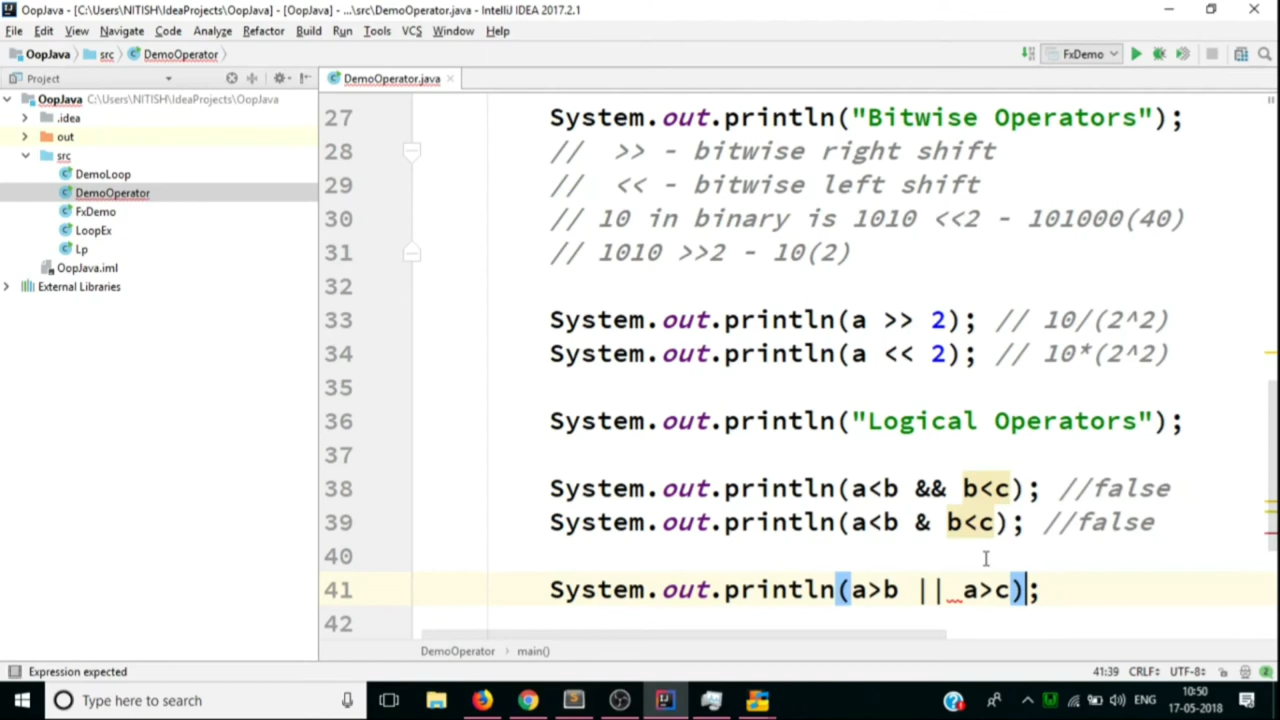 OopJava - [C:\Users\NITISH\IdeaProjects\OopJava] - [OopJava] - ...\src\DemoOperator.java - IntelliJ IDEA 2017.2.1
File Edit View Navigate Code Analyze Refactor Build Run Tools VCS Window Help
OopJava src DemoOperator FxDemo
Project DemoOperator.java
OopJava C:\Users\NITISH\IdeaProjects\OopJava
.idea
out
src
DemoLoop
DemoOperator
FxDemo
LoopEx
Lp
OopJava.iml
External Libraries
27 System.out.println("Bitwise Operators");
28 // >> - bitwise right shift
29 // << - bitwise left shift
30 // 10 in binary is 1010 <<2 - 101000(40)
31 // 1010 >>2 - 10(2)
32
33 System.out.println(a >> 2); // 10/(2^2)
34 System.out.println(a << 2); // 10*(2^2)
35
36 System.out.println("Logical Operators");
37
38 System.out.println(a<b && b<c); //false
39 System.out.println(a<b & b<c); //false
40
41 System.out.println(a>b || a>c);
42
DemoOperator main()
Expression expected 41:39 CRLF÷ UTF-8÷
Type here to search ENG 10:50
17-05-2018